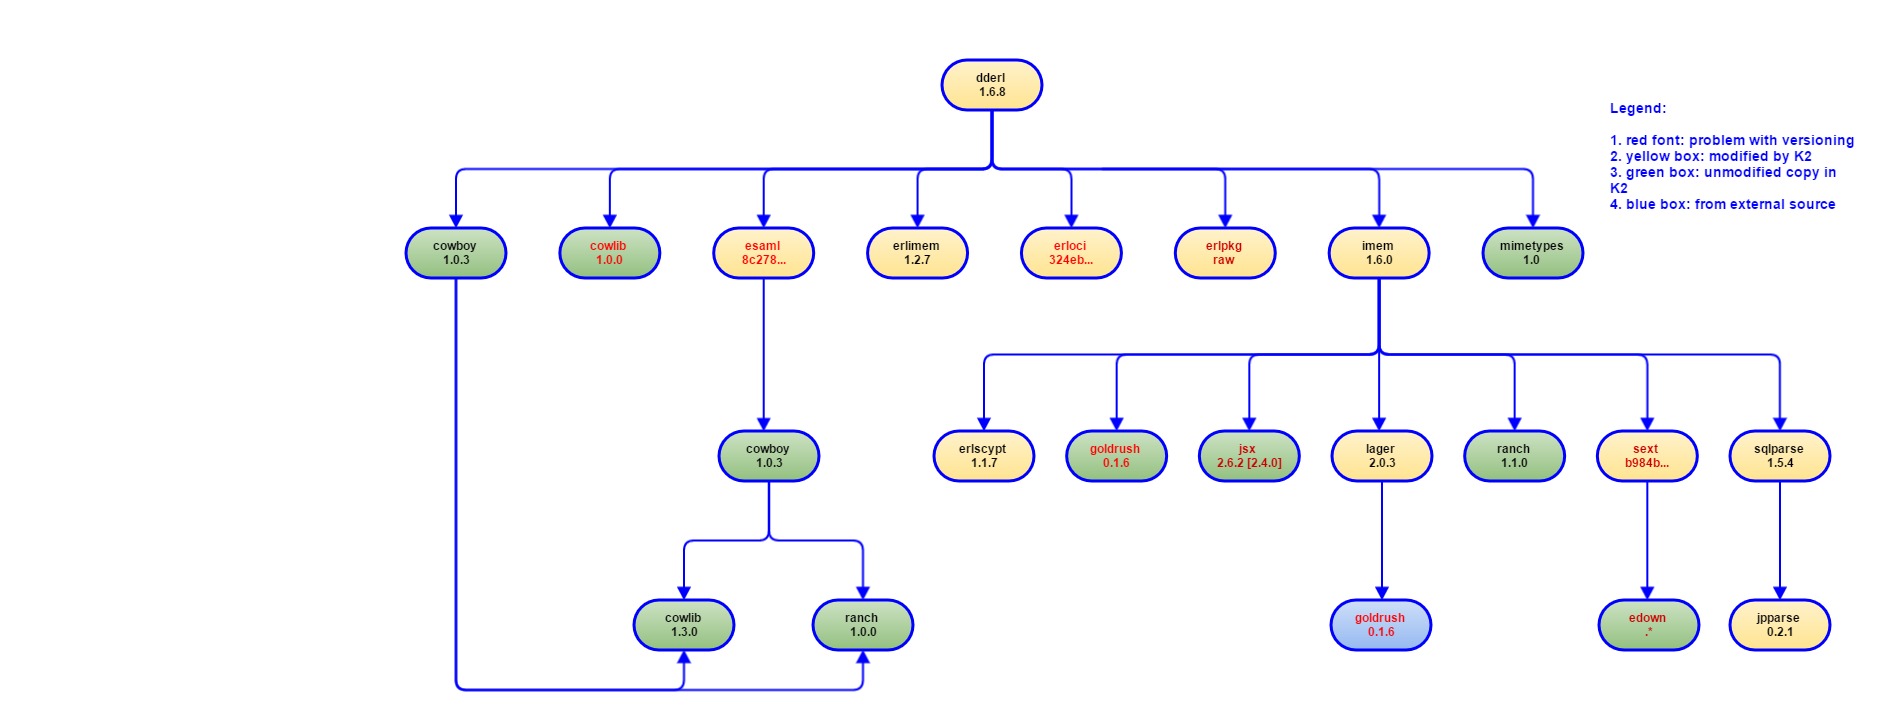 dderl
1.6.8
Legend:
1. red font: problem with versioning
2. yellow box: modified by K2
3. green box: unmodified copy in
K2
4. blue box: from external source
cowboy
1.0.3
cowlib
1.0.0
esaml
8c278...
erlimem
1.2.7
erloci
324eb...
erlpkg
raw
imem
1.6.0
mimetypes
1.0
cowboy
1.0.3
erlscypt
1.1.7
goldrush
0.1.6
jsx
2.6.2 [2.4.0]
lager
2.0.3
ranch
1.1.0
sext
b984b...
sqlparse
1.5.4
cowlib
1.3.0
ranch
1.0.0
goldrush
0.1.6
edown
.*
jpparse
0.2.1